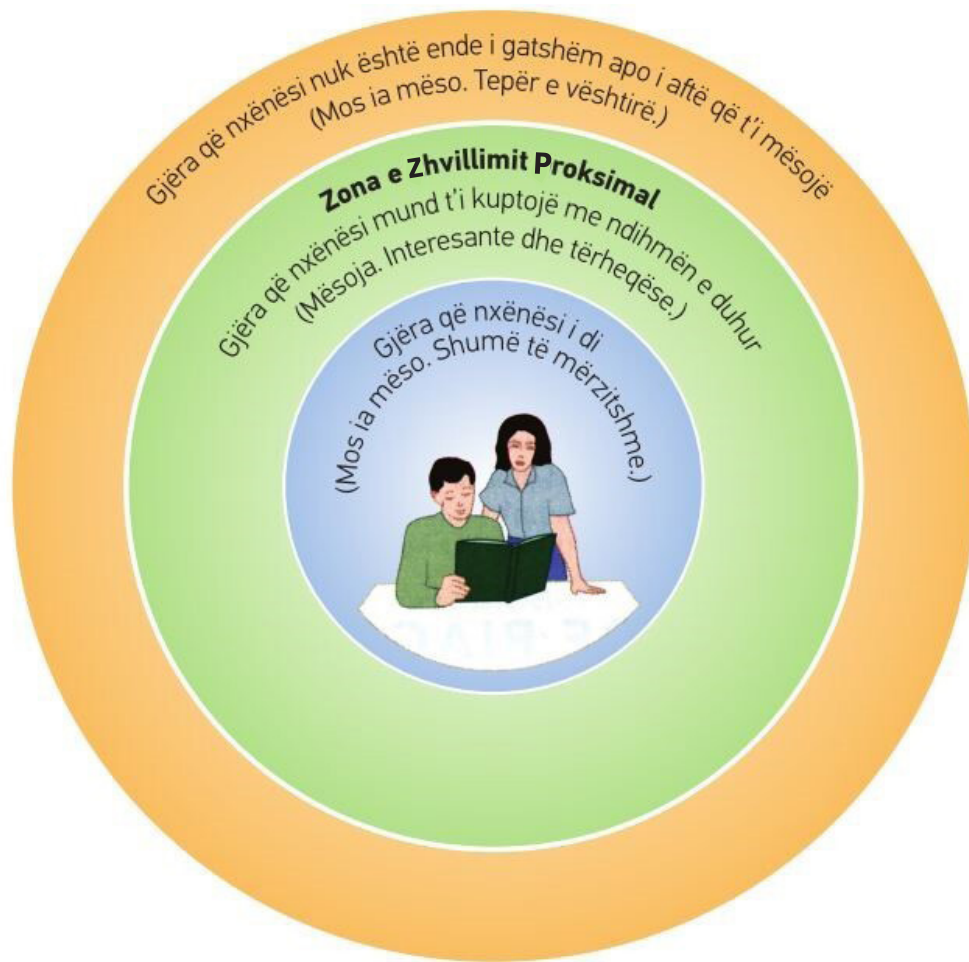 Gjëra që nxënësi nuk është ende i gatshëm apo i aftë që t'i mësojë
(Mos ia mëso. Tepër e vështirë.)
Zona e Zhvillimit Proksimal
Gjëra që nxënësi mund t'i kuptojë me ndihmën e duhur
(Mësoja. Interesante dhe tërheqëse.)
Gjëra që nxënësi i di
(Mos ia mëso. Shumë të mërzitshme.)